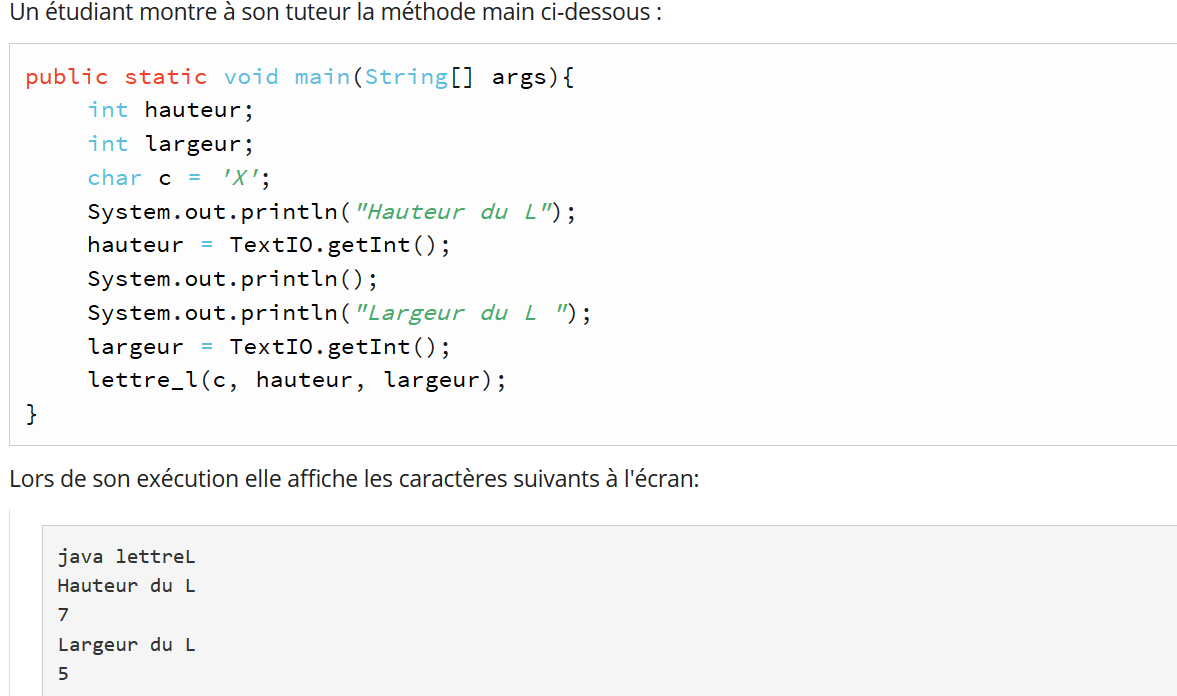 Un étudiant montre à son tuteur la méthode main ci-dessous :
public static void main(String[] args){
int hauteur;
int largeur;
char c = 'X';
System.out.println("Hauteur du L");
hauteur = TextIO.getInt();
System.out.println();
System.out.println("Largeur du L ");
largeur = TextIO.getInt();
lettre_l(c, hauteur, largeur);
}
Lors de son exécution elle affiche les caractères suivants à l'écran:
java lettreL
Hauteur du L
7
Largeur du L
5